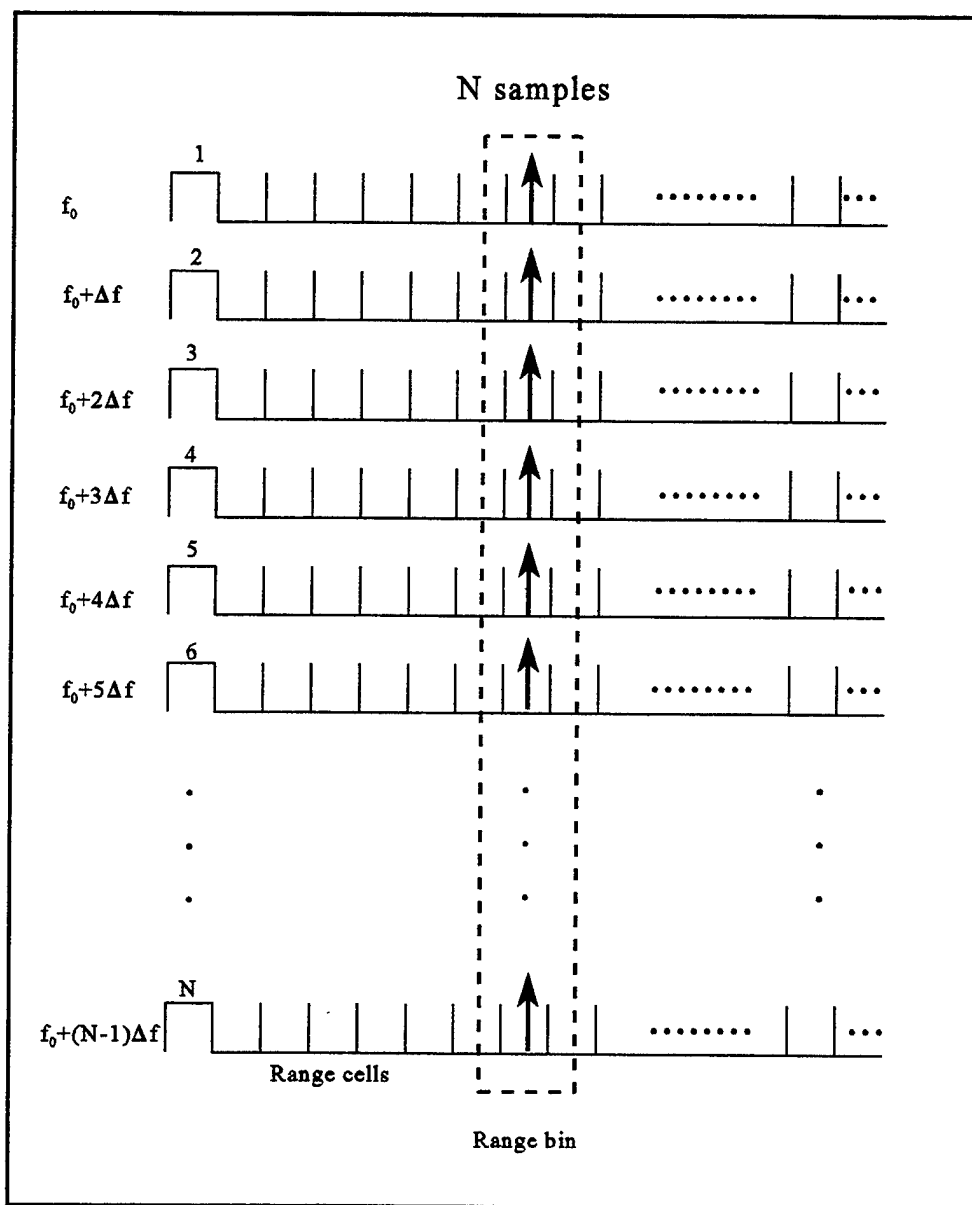 N samples
1
f₀
2
f₀+Δf
3
f₀+2Δf
4
f₀+3Δf
5
f₀+4Δf
6
f₀+5Δf
N
f₀+(N-1)Δf
Range cells
Range bin